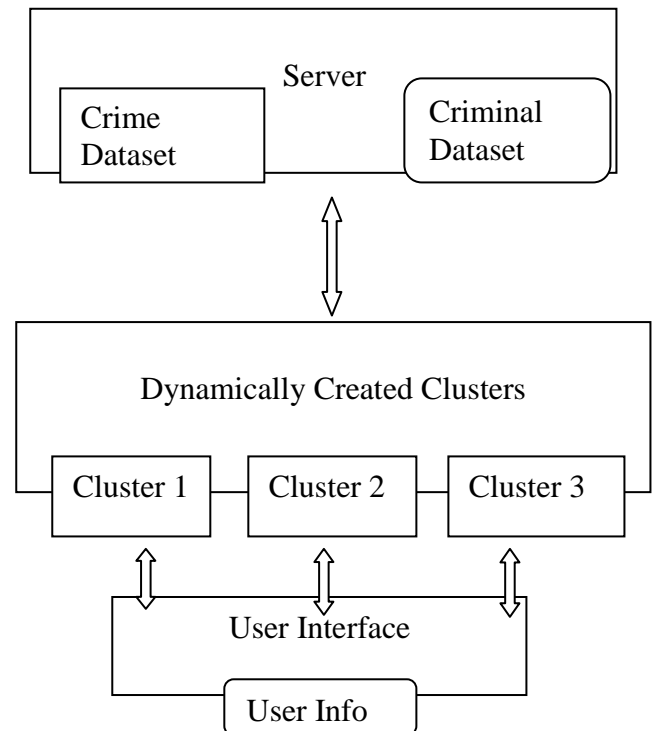 Server
Crime
Dataset
Criminal
Dataset
Dynamically Created Clusters
Cluster 1
Cluster 2
Cluster 3
User Interface
User Info